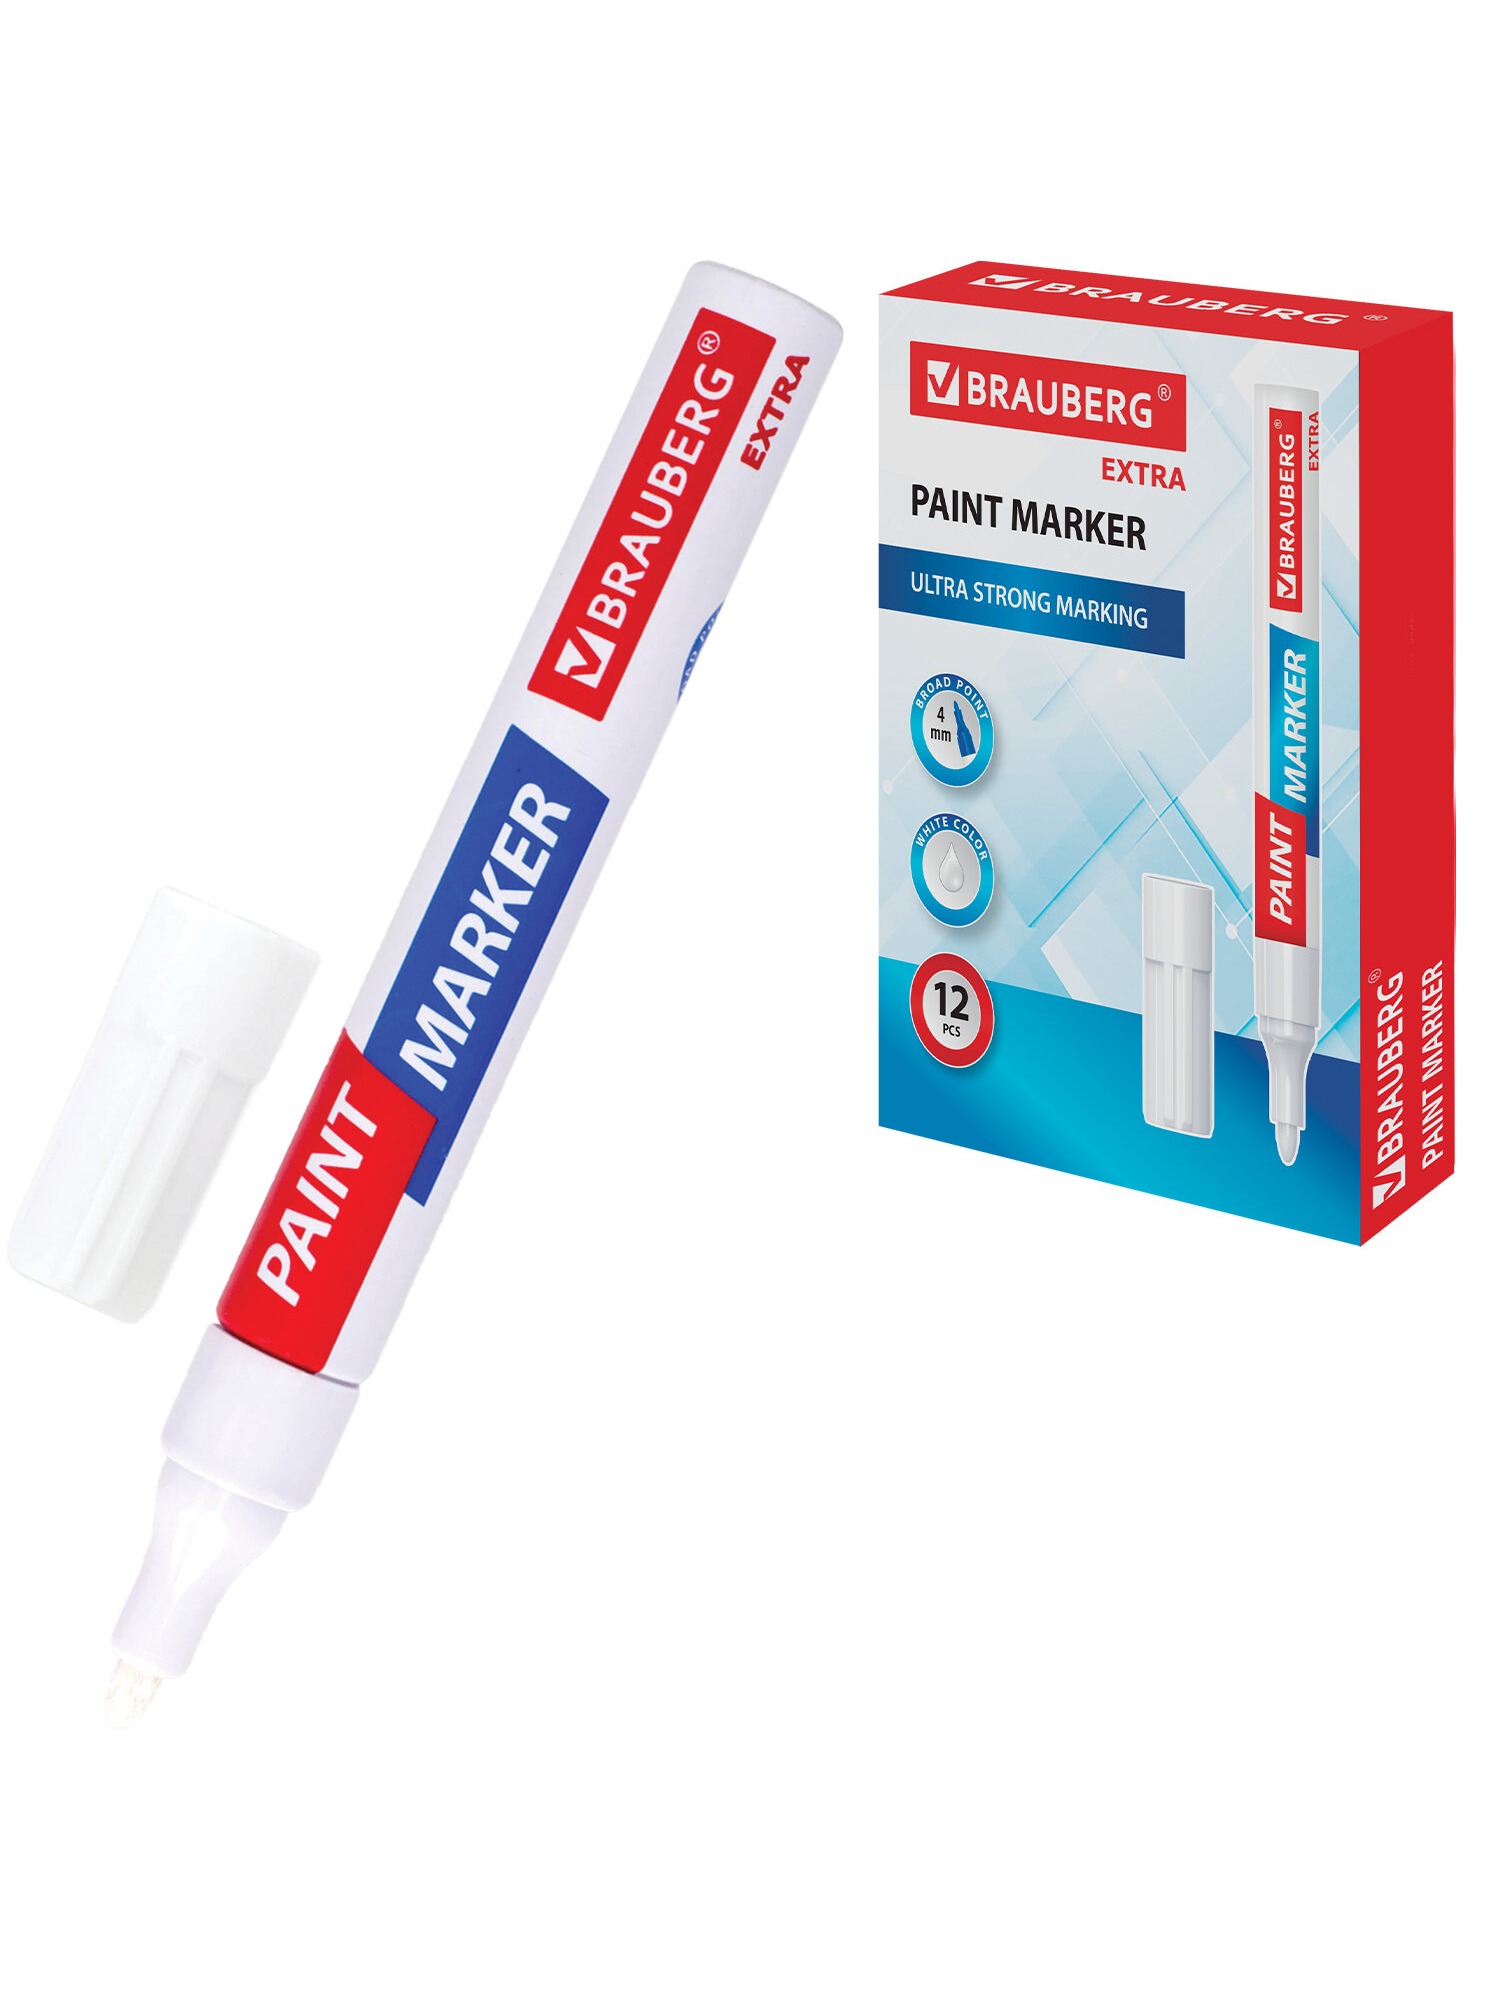 BRAUBERG®
EXTRA
PAINT MARKER
BRAUBERG ®
BRAUBERG®
EXTRA
PAINT MARKER
ULTRA STRONG MARKING
BROAD POINT
4
mm
WHITE COLOR
12
PCS
BRAUBERG®
EXTRA
PAINT MARKER
BRAUBERG®
PAINT MARKER